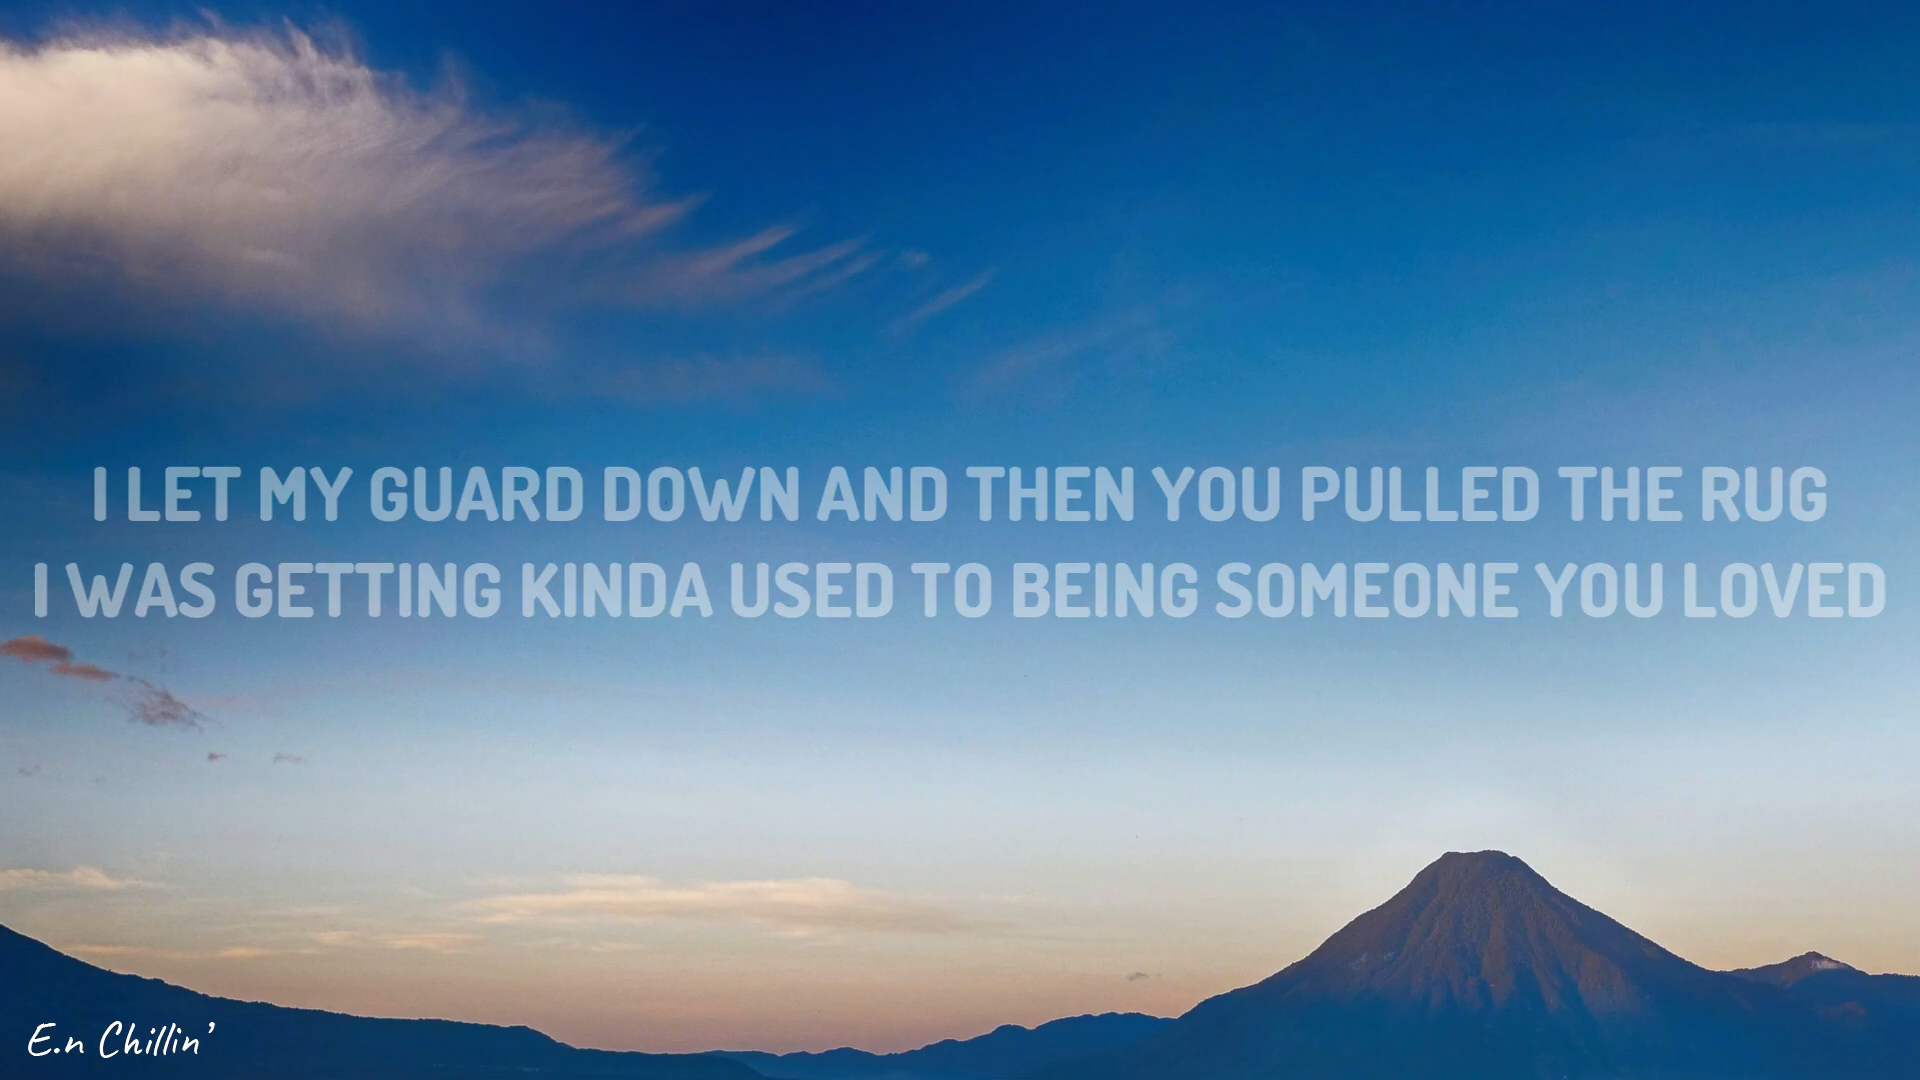 I LET MY GUARD DOWN AND THEN YOU PULLED THE RUG
I WAS GETTING KINDA USED TO BEING SOMEONE YOU LOVED
E.n Chillin'